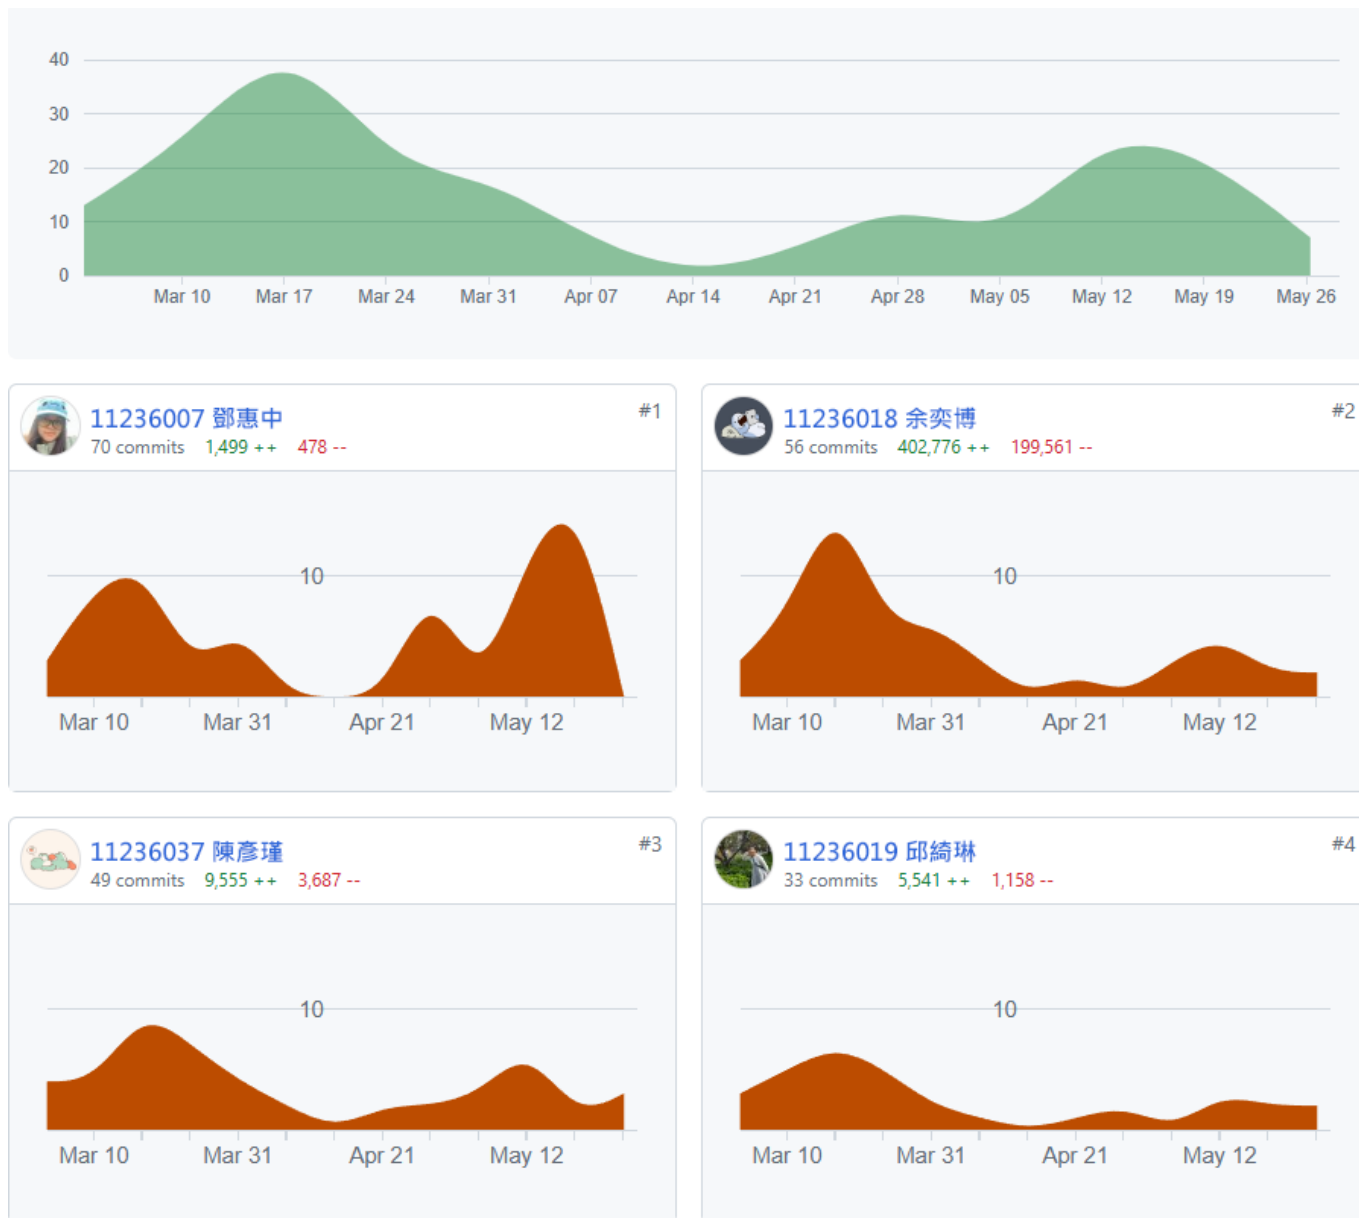 40
30
20
10
0
Mar 10 Mar 17 Mar 24 Mar 31 Apr 07 Apr 14 Apr 21 Apr 28 May 05 May 12 May 19 May 26
11236007 鄧惠中 #1
70 commits 1,499 ++ 478 --
10
Mar 10 Mar 31 Apr 21 May 12
11236018 余奕博 #2
56 commits 402,776 ++ 199,561 --
10
Mar 10 Mar 31 Apr 21 May 12
11236037 陳彥瑾 #3
49 commits 9,555 ++ 3,687 --
10
Mar 10 Mar 31 Apr 21 May 12
11236019 邱綺琳 #4
33 commits 5,541 ++ 1,158 --
10
Mar 10 Mar 31 Apr 21 May 12